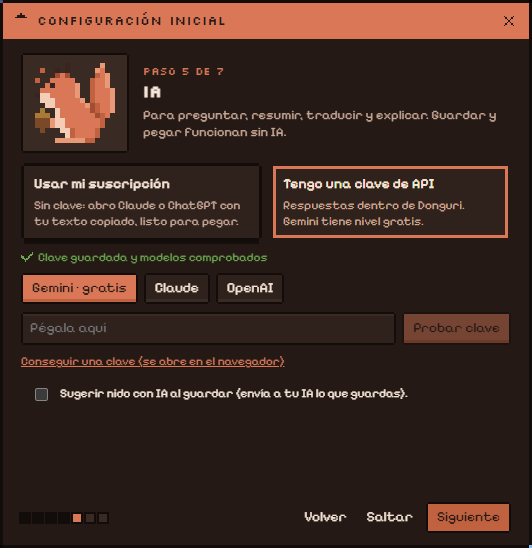 CONFIGURACIÓN INICIAL
PASO 5 DE 7
IA
Para preguntar, resumir, traducir y explicar. Guardar y
pegar funcionan sin IA.
Usar mi suscripción
Sin clave: abro Claude o ChatGPT con
tu texto copiado, listo para pegar.
Tengo una clave de API
Respuestas dentro de Donguri.
Gemini tiene nivel gratis.
Clave guardada y modelos comprobados
Gemini · gratis
Claude
OpenAI
Pégala aquí
Probar clave
Conseguir una clave (se abre en el navegador)
Sugerir nido con IA al guardar (envía a tu IA lo que guardas).
Volver
Saltar
Siguiente